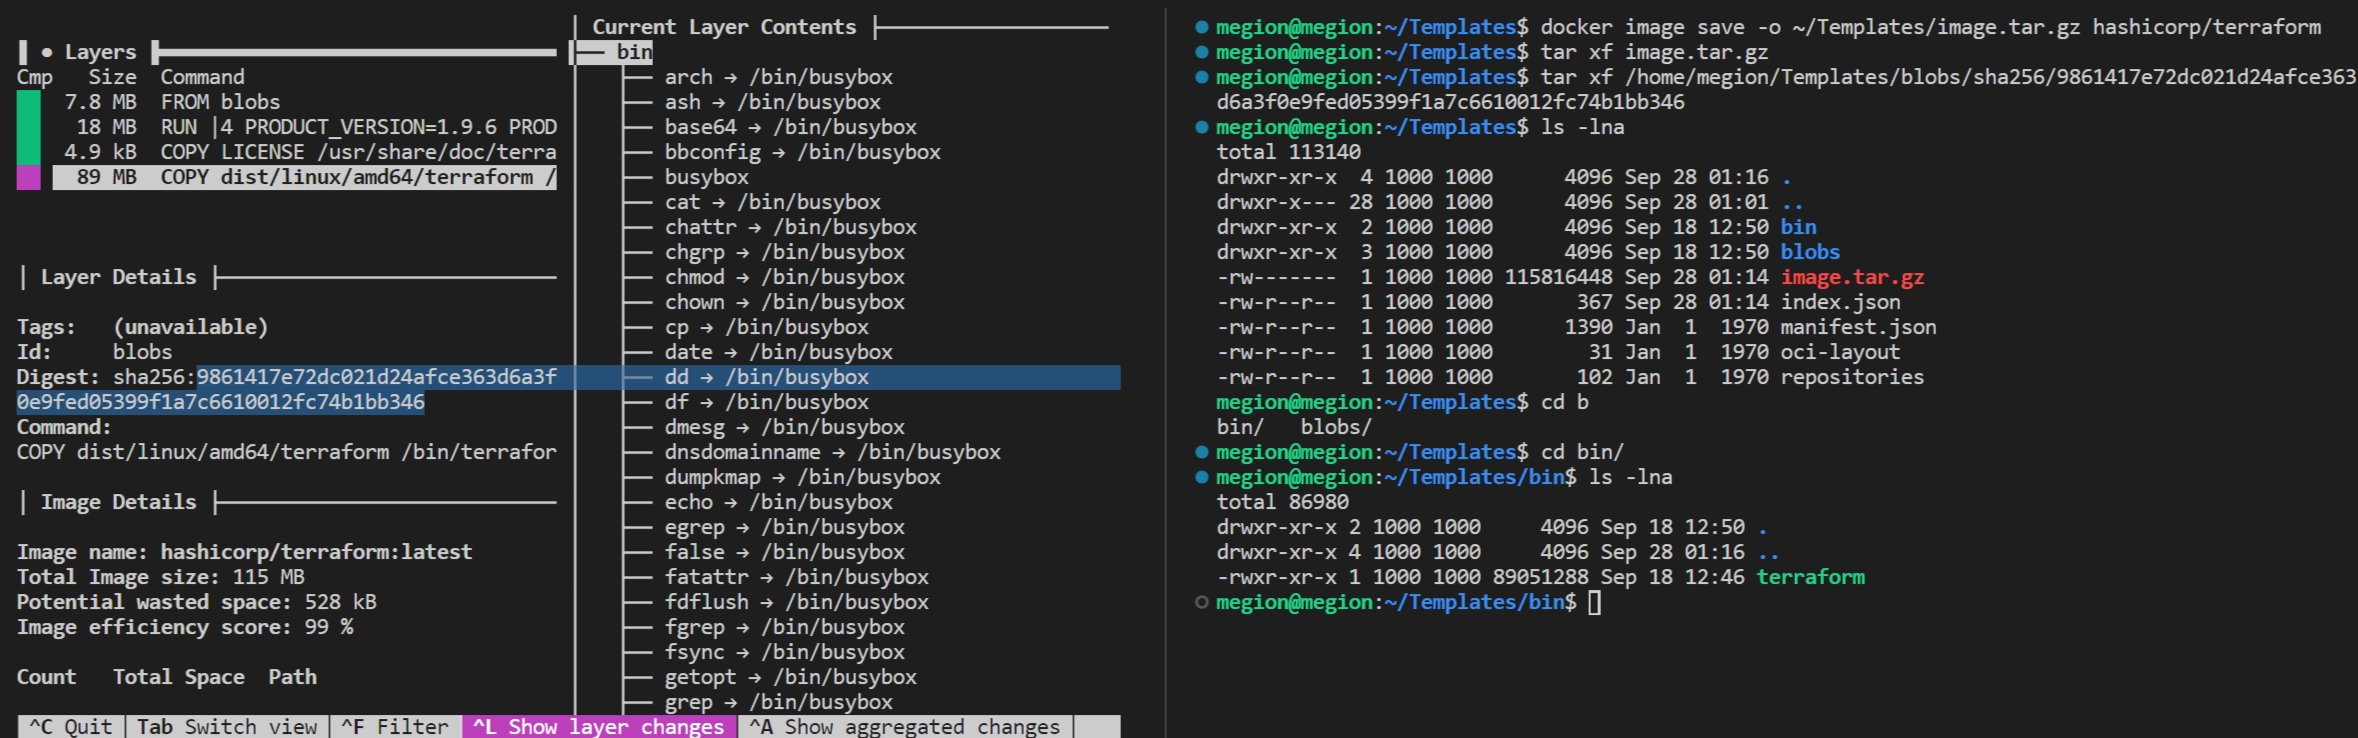 • Layers
Cmp Size Command
7.8 MB FROM blobs
18 MB RUN |4 PRODUCT_VERSION=1.9.6 PROD
4.9 kB COPY LICENSE /usr/share/doc/terra
89 MB COPY dist/linux/amd64/terraform /
Layer Details
Tags: (unavailable)
Id: blobs
Digest: sha256:9861417e72dc021d24afce363d6a3f
0e9fed05399f1a7c6610012fc74b1bb346
Command:
COPY dist/linux/amd64/terraform /bin/terrafor
Image Details
Image name: hashicorp/terraform:latest
Total Image size: 115 MB
Potential wasted space: 528 kB
Image efficiency score: 99 %
Count Total Space Path
Current Layer Contents
bin
arch → /bin/busybox
ash → /bin/busybox
base64 → /bin/busybox
bbconfig → /bin/busybox
busybox
cat → /bin/busybox
chattr → /bin/busybox
chgrp → /bin/busybox
chmod → /bin/busybox
chown → /bin/busybox
cp → /bin/busybox
date → /bin/busybox
dd → /bin/busybox
df → /bin/busybox
dmesg → /bin/busybox
dnsdomainname → /bin/busybox
dumpkmap → /bin/busybox
echo → /bin/busybox
egrep → /bin/busybox
false → /bin/busybox
fatattr → /bin/busybox
fdflush → /bin/busybox
fgrep → /bin/busybox
fsync → /bin/busybox
getopt → /bin/busybox
grep → /bin/busybox
^C Quit Tab Switch view ^F Filter ^L Show layer changes ^A Show aggregated changes
megion@megion:~/Templates$ docker image save -o ~/Templates/image.tar.gz hashicorp/terraform
megion@megion:~/Templates$ tar xf image.tar.gz
megion@megion:~/Templates$ tar xf /home/megion/Templates/blobs/sha256/9861417e72dc021d24afce363
d6a3f0e9fed05399f1a7c6610012fc74b1bb346
megion@megion:~/Templates$ ls -lna
total 113140
drwxr-xr-x 4 1000 1000 4096 Sep 28 01:16 .
drwxr-x--- 28 1000 1000 4096 Sep 28 01:01 ..
drwxr-xr-x 2 1000 1000 4096 Sep 18 12:50 bin
drwxr-xr-x 3 1000 1000 4096 Sep 18 12:50 blobs
-rw------- 1 1000 1000 115816448 Sep 28 01:14 image.tar.gz
-rw-r--r-- 1 1000 1000 367 Sep 28 01:14 index.json
-rw-r--r-- 1 1000 1000 1390 Jan 1 1970 manifest.json
-rw-r--r-- 1 1000 1000 31 Jan 1 1970 oci-layout
-rw-r--r-- 1 1000 1000 102 Jan 1 1970 repositories
megion@megion:~/Templates$ cd b
bin/ blobs/
megion@megion:~/Templates$ cd bin/
megion@megion:~/Templates/bin$ ls -lna
total 86980
drwxr-xr-x 2 1000 1000 4096 Sep 18 12:50 .
drwxr-xr-x 4 1000 1000 4096 Sep 28 01:16 ..
-rwxr-xr-x 1 1000 1000 89051288 Sep 18 12:46 terraform
megion@megion:~/Templates/bin$